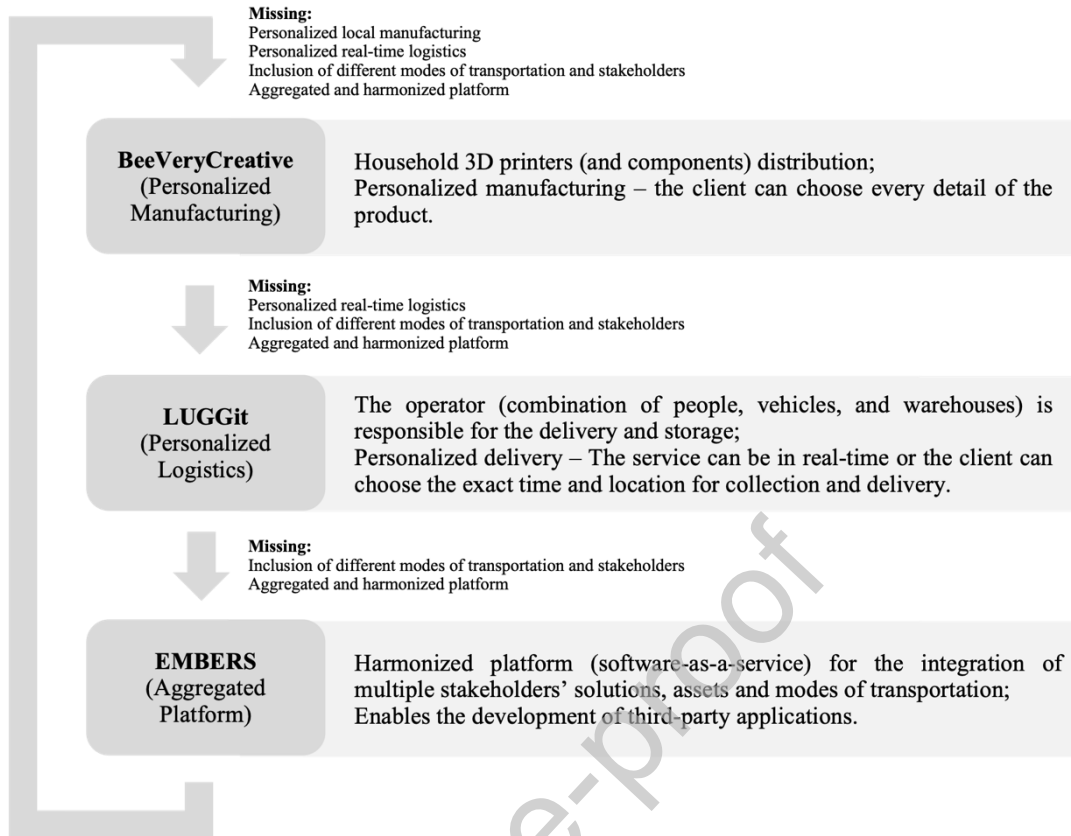 Missing:
Personalized local manufacturing
Personalized real-time logistics
Inclusion of different modes of transportation and stakeholders
Aggregated and harmonized platform
BeeVeryCreative
(Personalized
Manufacturing)
Household 3D printers (and components) distribution;
Personalized manufacturing – the client can choose every detail of the
product.
Missing:
Personalized real-time logistics
Inclusion of different modes of transportation and stakeholders
Aggregated and harmonized platform
LUGGit
(Personalized
Logistics)
The operator (combination of people, vehicles, and warehouses) is
responsible for the delivery and storage;
Personalized delivery – The service can be in real-time or the client can
choose the exact time and location for collection and delivery.
Missing:
Inclusion of different modes of transportation and stakeholders
Aggregated and harmonized platform
EMBERS
(Aggregated
Platform)
Harmonized platform (software-as-a-service) for the integration of
multiple stakeholders’ solutions, assets and modes of transportation;
Enables the development of third-party applications.
e-proof